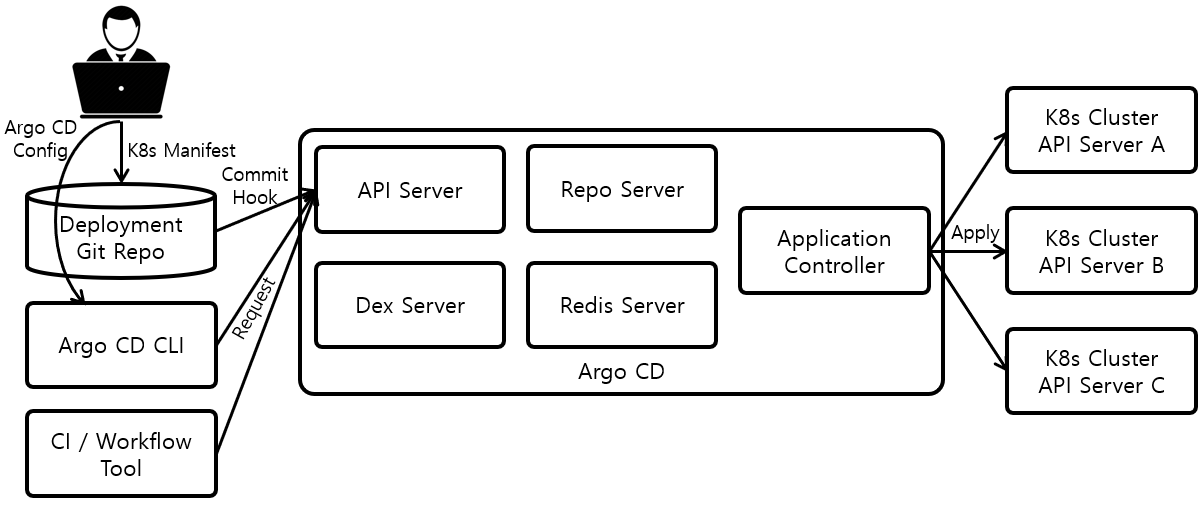 Argo CD
Config
K8s Manifest
Commit
Hook
Deployment
Git Repo
Argo CD CLI
Request
CI / Workflow
Tool
API Server
Repo Server
Dex Server
Redis Server
Application
Controller
Argo CD
Apply
K8s Cluster
API Server A
K8s Cluster
API Server B
K8s Cluster
API Server C